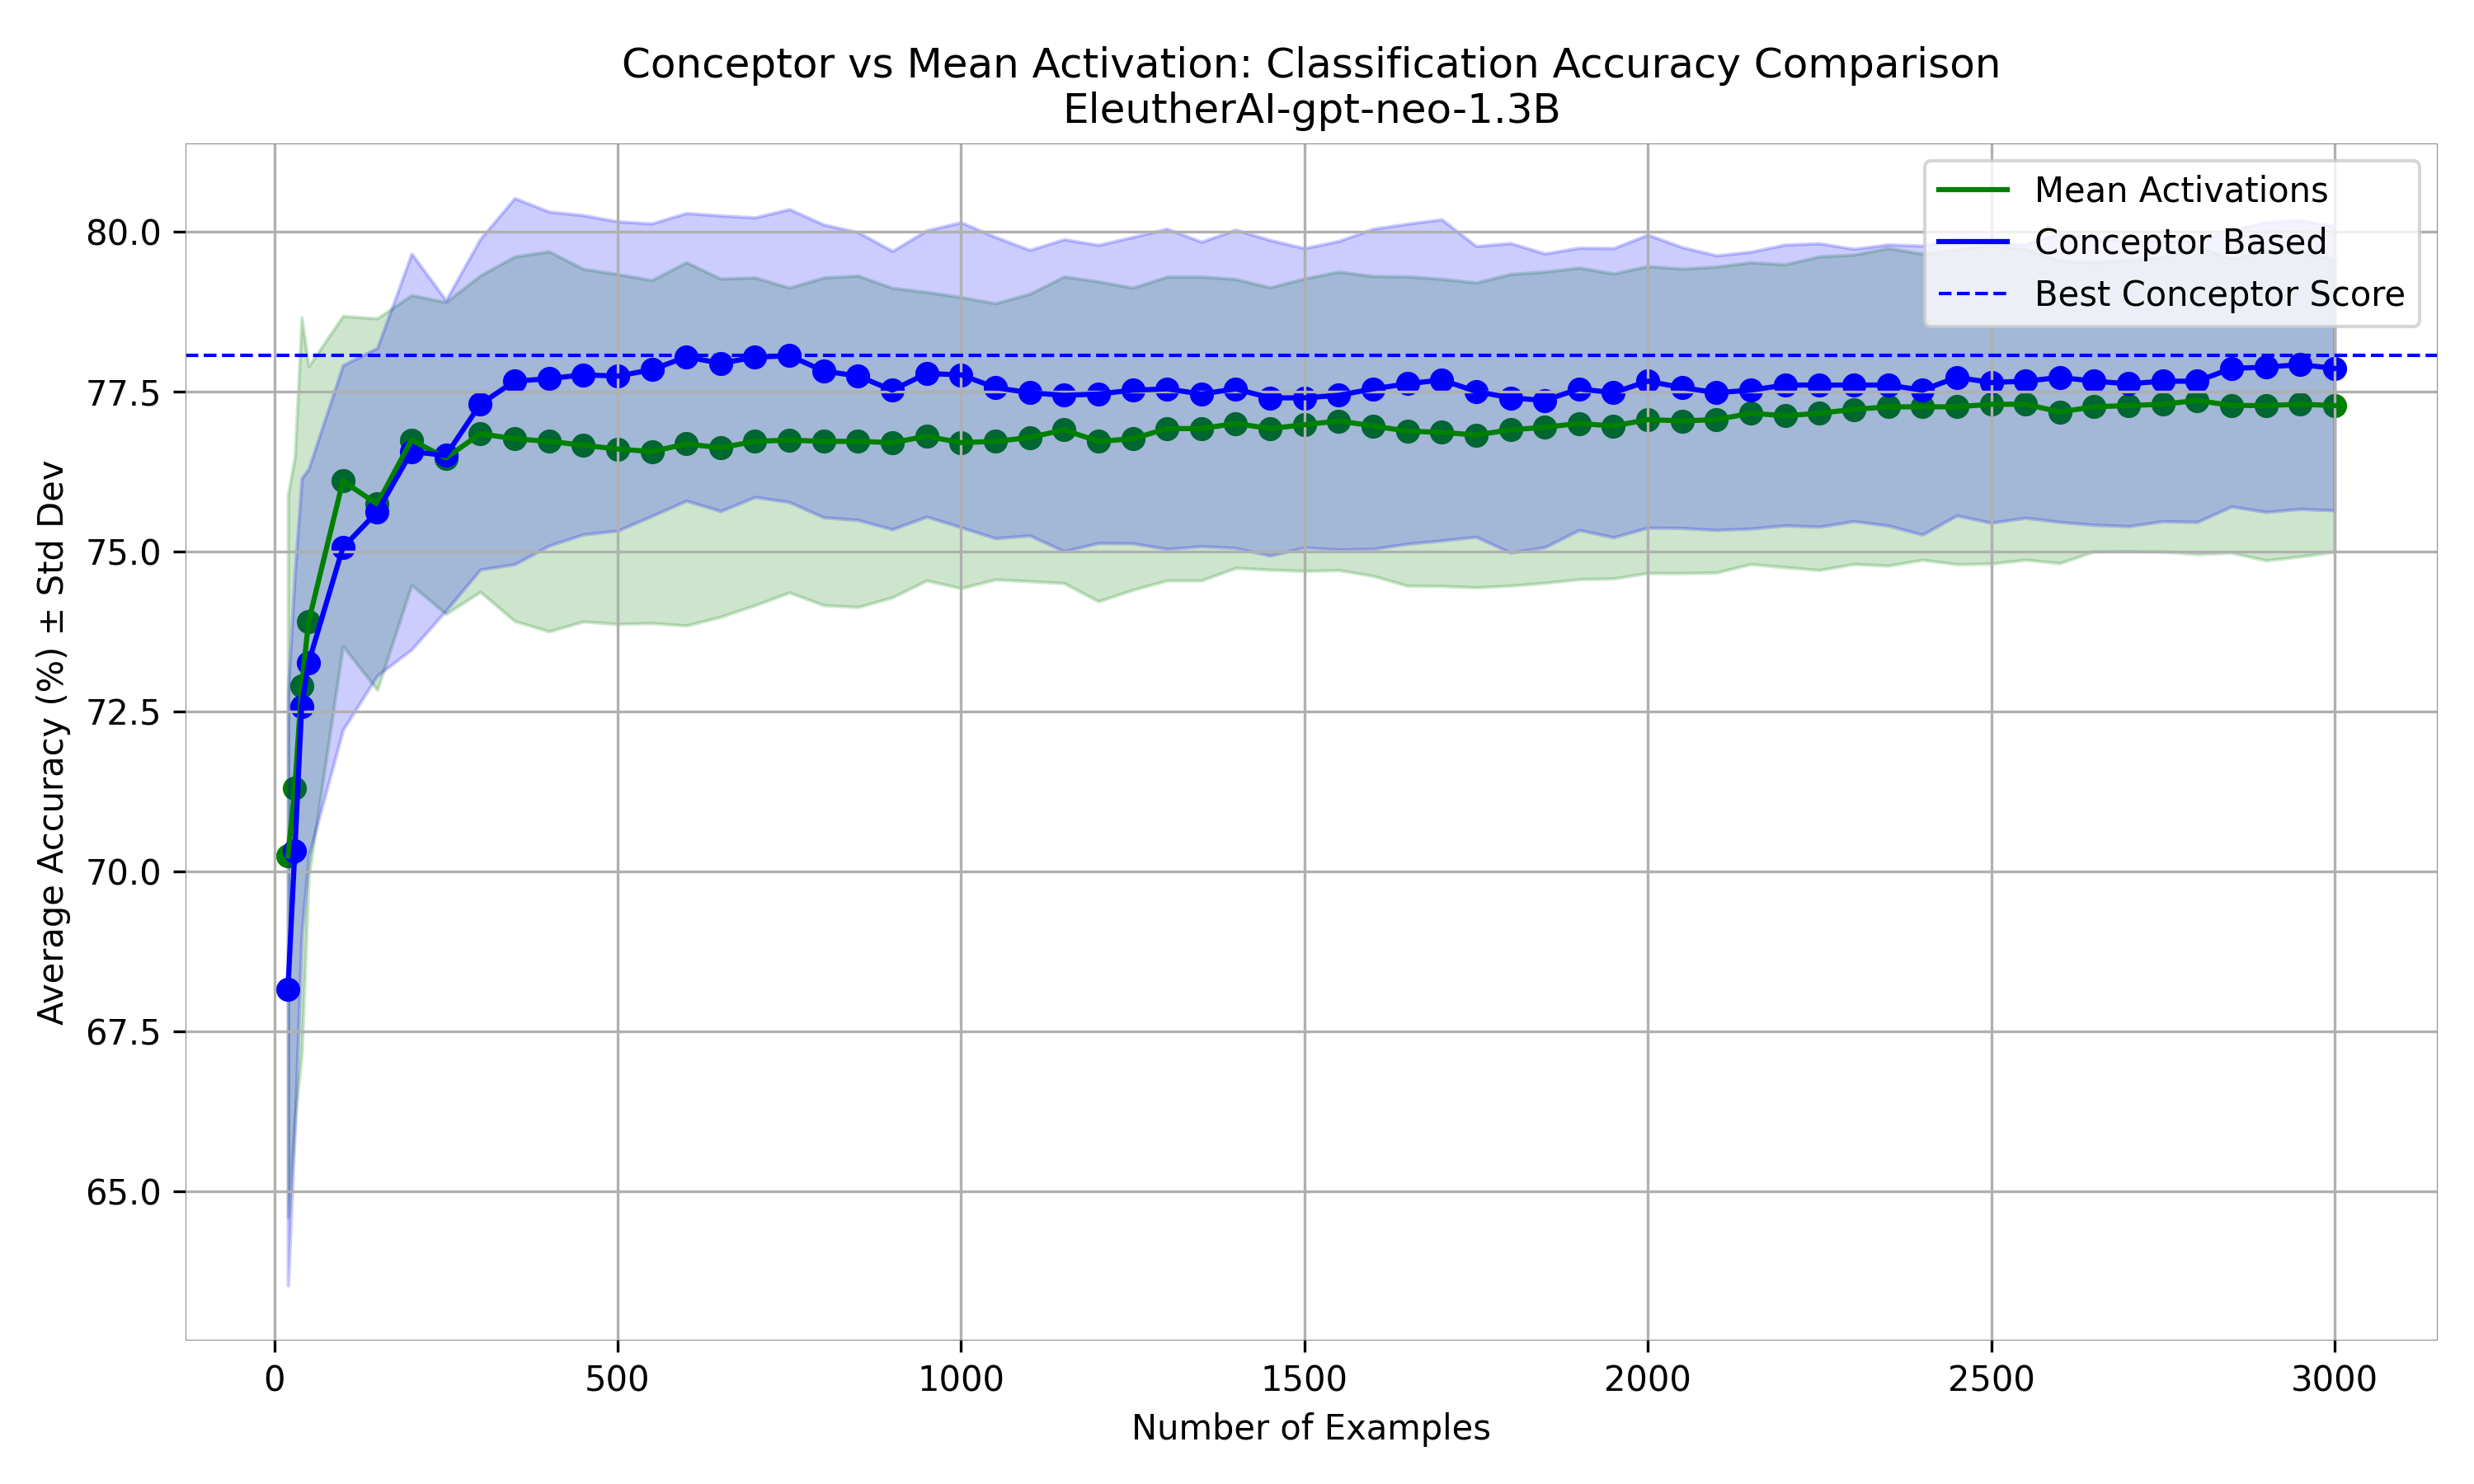 Conceptor vs Mean Activation: Classification Accuracy Comparison
EleutherAI-gpt-neo-1.3B
Mean Activations
Conceptor Based
Best Conceptor Score
Average Accuracy (%) ± Std Dev
80.0
77.5
75.0
72.5
70.0
67.5
65.0
0 500 1000 1500 2000 2500 3000
Number of Examples